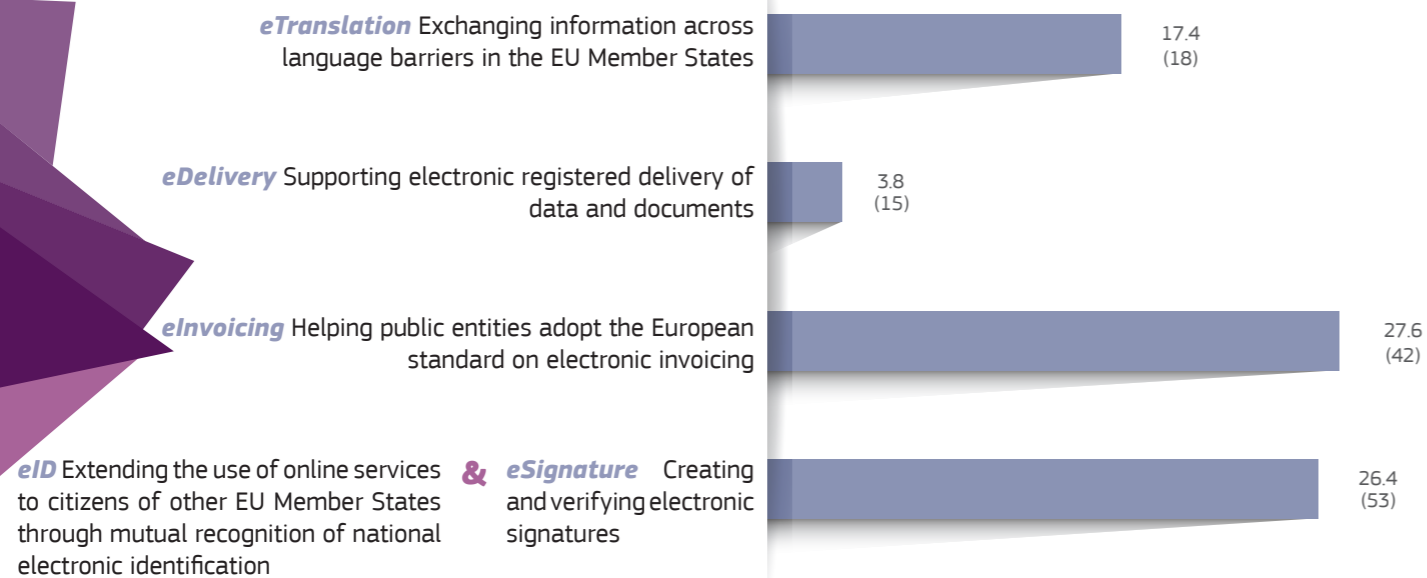 eTranslation Exchanging information across
language barriers in the EU Member States
17.4
(18)
eDelivery Supporting electronic registered delivery of
data and documents
3.8
(15)
eInvoicing Helping public entities adopt the European
standard on electronic invoicing
27.6
(42)
eID Extending the use of online services
to citizens of other EU Member States
through mutual recognition of national
electronic identification
&
eSignature Creating
and verifying electronic
signatures
26.4
(53)